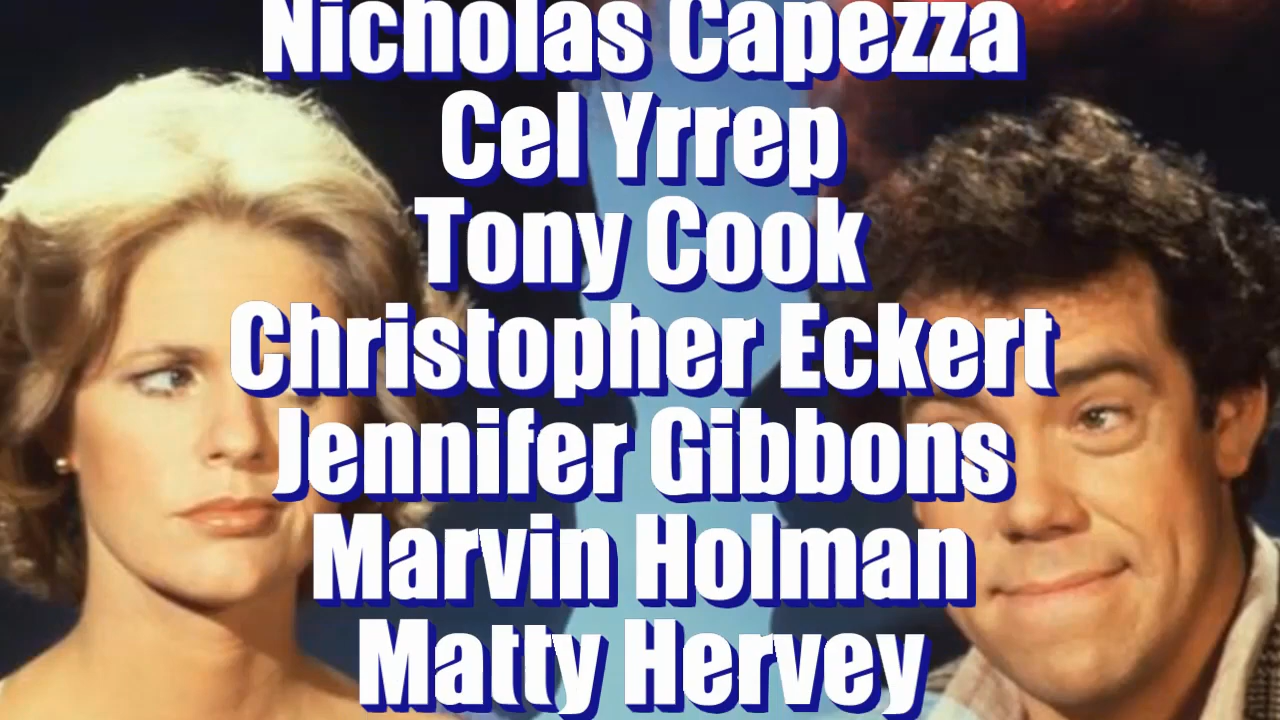 Nicholas Capezza
Cel Yrrep
Tony Cook
Christopher Eckert
Jennifer Gibbons
Marvin Holman
Matty Hervey